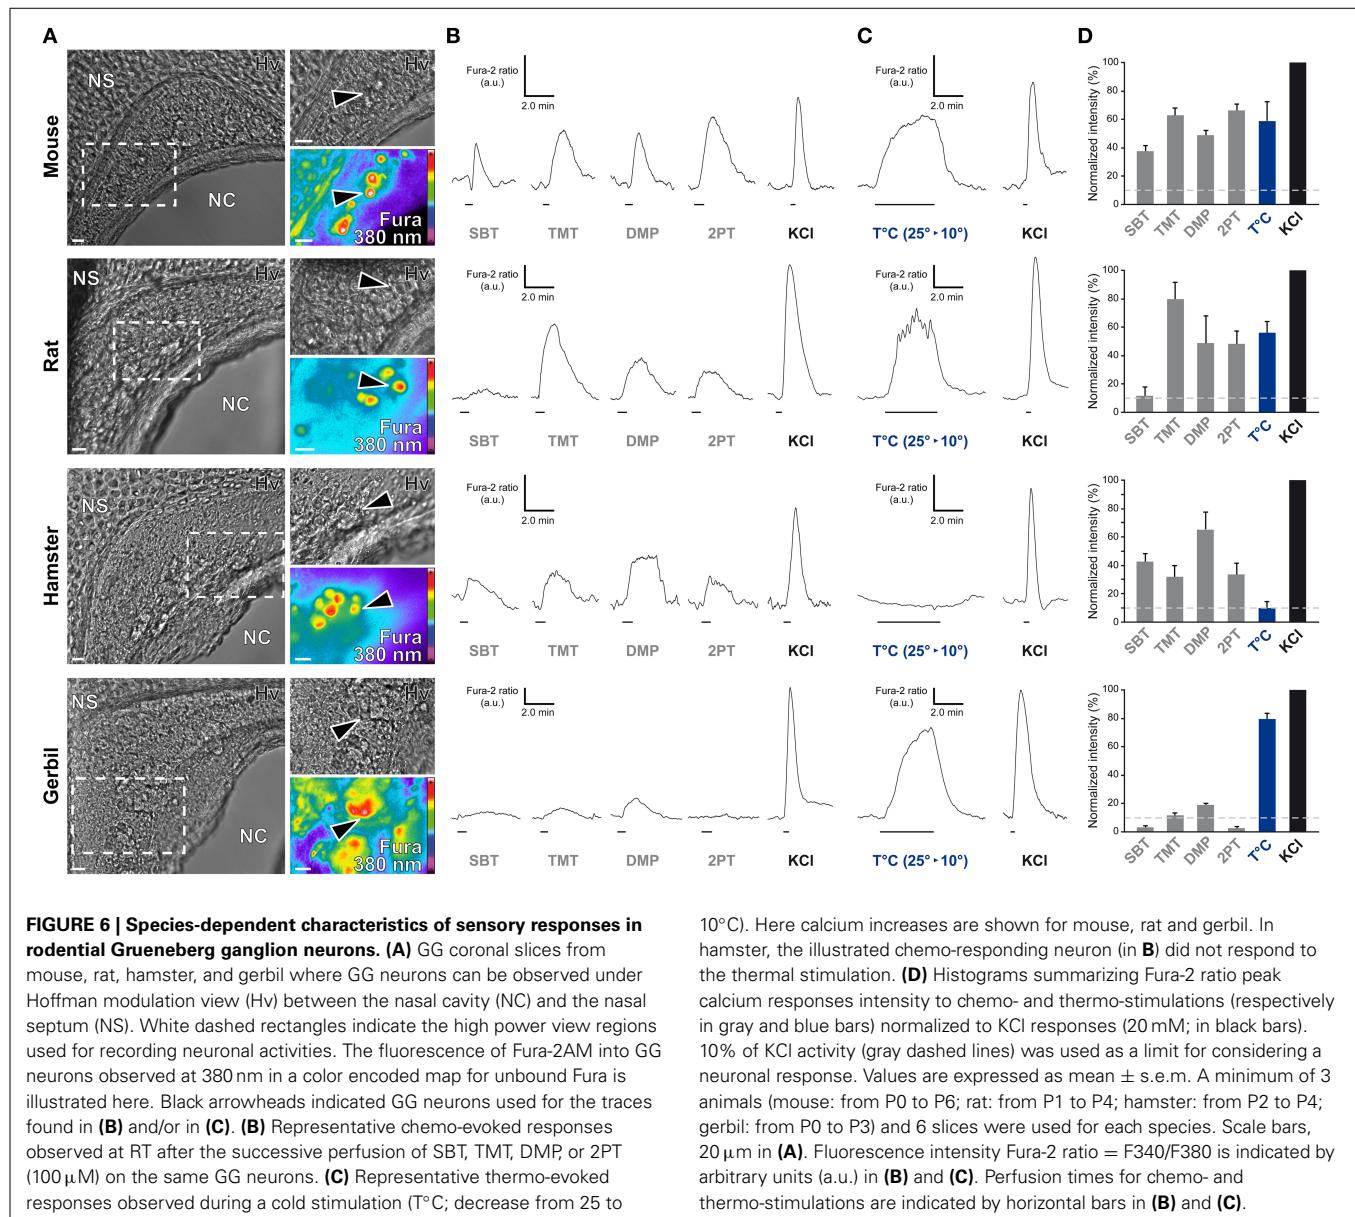 A
B
C
D
Mouse
NS
Hv
NC
Hv
Fura
380 nm
Fura-2 ratio
(a.u.)
2.0 min
SBT
TMT
DMP
2PT
KCl
Fura-2 ratio
(a.u.)
2.0 min
T°C (25° ‣ 10°)
KCl
Normalized intensity (%)
100
80
60
40
20
0
SBT
TMT
DMP
2PT
T°C
KCl
Rat
NS
Hv
NC
Hv
Fura
380 nm
Fura-2 ratio
(a.u.)
2.0 min
SBT
TMT
DMP
2PT
KCl
Fura-2 ratio
(a.u.)
2.0 min
T°C (25° ‣ 10°)
KCl
Normalized intensity (%)
100
80
60
40
20
0
SBT
TMT
DMP
2PT
T°C
KCl
Hamster
NS
Hv
NC
Hv
Fura
380 nm
Fura-2 ratio
(a.u.)
2.0 min
SBT
TMT
DMP
2PT
KCl
Fura-2 ratio
(a.u.)
2.0 min
T°C (25° ‣ 10°)
KCl
Normalized intensity (%)
100
80
60
40
20
0
SBT
TMT
DMP
2PT
T°C
KCl
Gerbil
NS
Hv
NC
Hv
Fura
380 nm
Fura-2 ratio
(a.u.)
2.0 min
SBT
TMT
DMP
2PT
KCl
Fura-2 ratio
(a.u.)
2.0 min
T°C (25° ‣ 10°)
KCl
Normalized intensity (%)
100
80
60
40
20
0
SBT
TMT
DMP
2PT
T°C
KCl
FIGURE 6 | Species-dependent characteristics of sensory responses in
rodential Grueneberg ganglion neurons. (A) GG coronal slices from
mouse, rat, hamster, and gerbil where GG neurons can be observed under
Hoffman modulation view (Hv) between the nasal cavity (NC) and the nasal
septum (NS). White dashed rectangles indicate the high power view regions
used for recording neuronal activities. The fluorescence of Fura-2AM into GG
neurons observed at 380 nm in a color encoded map for unbound Fura is
illustrated here. Black arrowheads indicated GG neurons used for the traces
found in (B) and/or in (C). (B) Representative chemo-evoked responses
observed at RT after the successive perfusion of SBT, TMT, DMP, or 2PT
(100 μM) on the same GG neurons. (C) Representative thermo-evoked
responses observed during a cold stimulation (T°C; decrease from 25 to
10°C). Here calcium increases are shown for mouse, rat and gerbil. In
hamster, the illustrated chemo-responding neuron (in B) did not respond to
the thermal stimulation. (D) Histograms summarizing Fura-2 ratio peak
calcium responses intensity to chemo- and thermo-stimulations (respectively
in gray and blue bars) normalized to KCl responses (20 mM; in black bars).
10% of KCl activity (gray dashed lines) was used as a limit for considering a
neuronal response. Values are expressed as mean ± s.e.m. A minimum of 3
animals (mouse: from P0 to P6; rat: from P1 to P4; hamster: from P2 to P4;
gerbil: from P0 to P3) and 6 slices were used for each species. Scale bars,
20 μm in (A). Fluorescence intensity Fura-2 ratio = F340/F380 is indicated by
arbitrary units (a.u.) in (B) and (C). Perfusion times for chemo- and
thermo-stimulations are indicated by horizontal bars in (B) and (C).